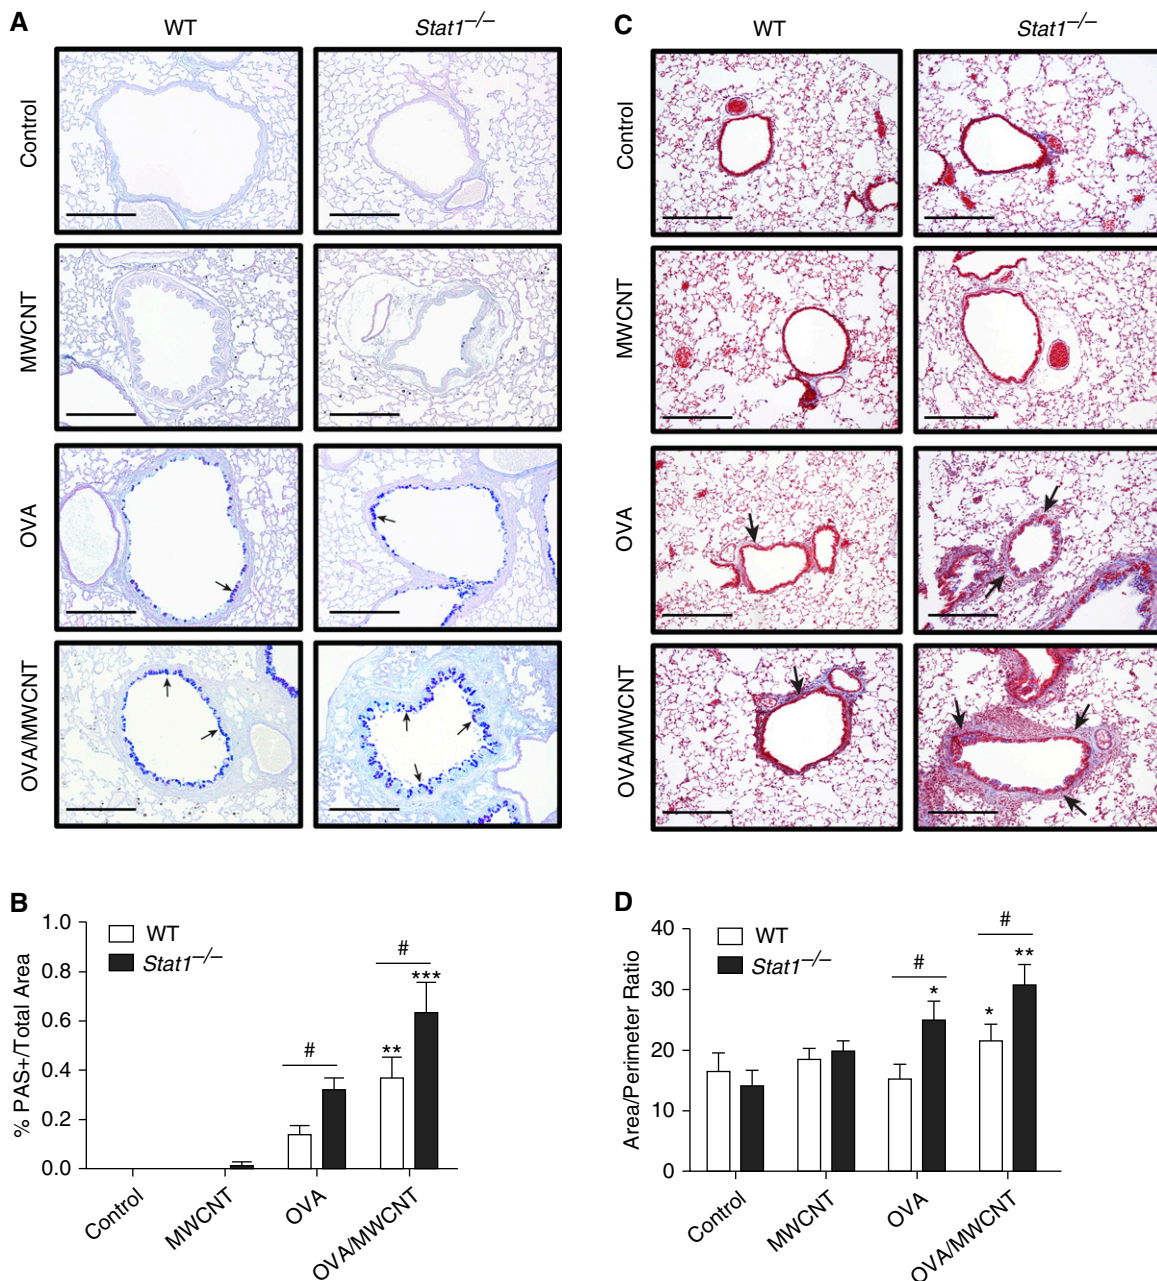 A
WT
Stat1−/−
Control
MWCNT
OVA
OVA/MWCNT
B
1.0
0.8
0.6
0.4
0.2
0.0
% PAS+/Total Area
WT
Stat1−/−
#
**
#
***
Control
MWCNT
OVA
OVA/MWCNT
C
WT
Stat1−/−
Control
MWCNT
OVA
OVA/MWCNT
D
40
30
20
10
0
Area/Perimeter Ratio
WT
Stat1−/−
#
*
#
*
**
Control
MWCNT
OVA
OVA/MWCNT